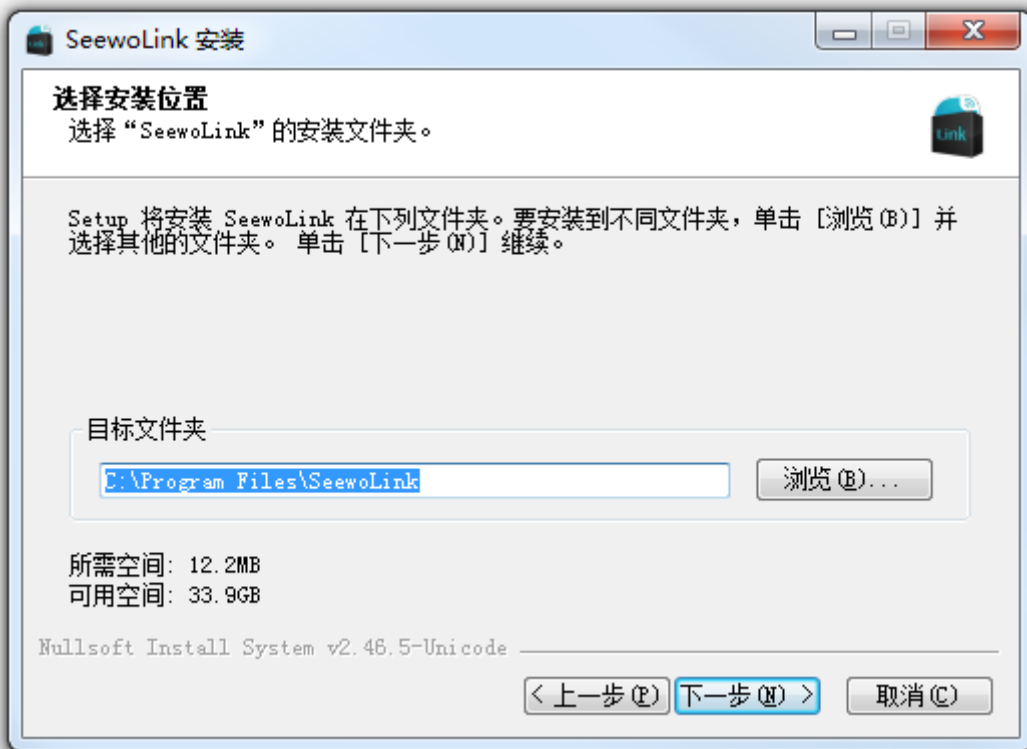 SeewoLink 安装
选择安装位置
选择“SeewoLink”的安装文件夹。
Link
Setup 将安装 SeewoLink 在下列文件夹。要安装到不同文件夹，单击 [浏览(B)] 并
选择其他的文件夹。 单击 [下一步(N)] 继续。
目标文件夹
C:\Program Files\SeewoLink
浏览(B)...
所需空间: 12.2MB
可用空间: 33.9GB
Nullsoft Install System v2.46.5-Unicode
< 上一步(P) 下一步(N) > 取消(C)